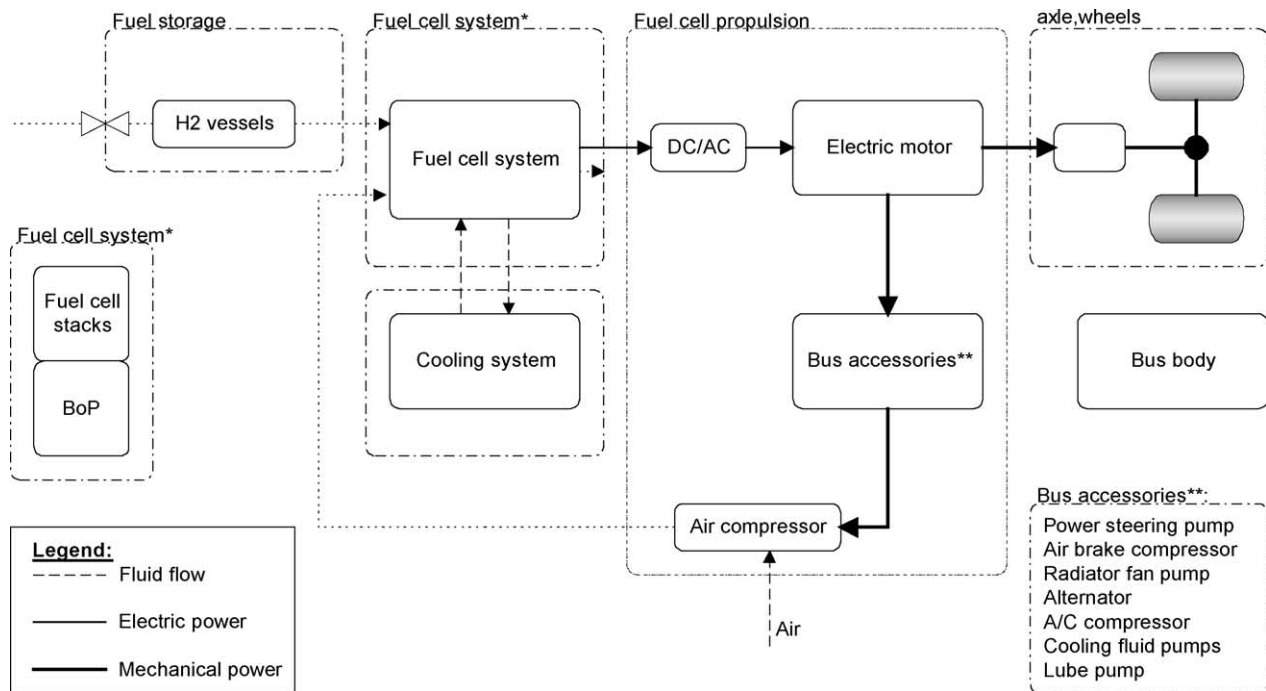 Fuel storage
Fuel cell system*
Fuel cell propulsion
axle,wheels
H2 vessels
Fuel cell system
DC/AC
Electric motor
Fuel cell system*
Fuel cell
stacks
BoP
Cooling system
Bus accessories**
Bus body
Air compressor
Air
Legend:
Fluid flow
Electric power
Mechanical power
Bus accessories**:
Power steering pump
Air brake compressor
Radiator fan pump
Alternator
A/C compressor
Cooling fluid pumps
Lube pump